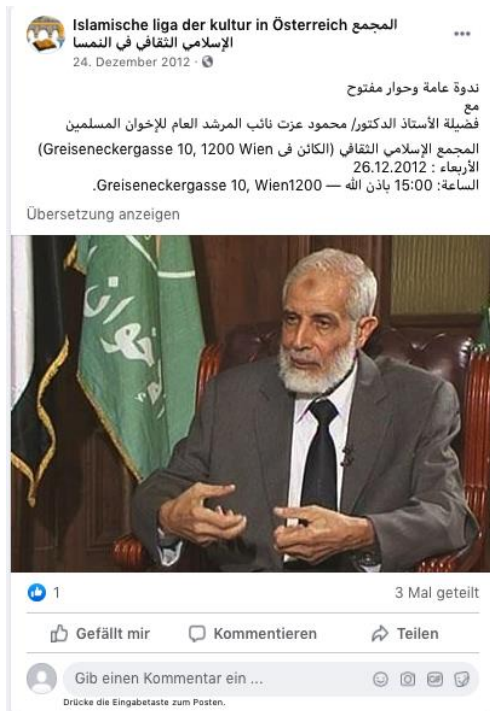 Islamische liga der kultur in Österreich المجمع
الإسلامي الثقافي في النمسا
24. Dezember 2012 ·
ندوة عامة وحوار مفتوح
مع
فضيلة الأستاذ الدكتور/ محمود عزت نائب المرشد العام للإخوان المسلمين
المجمع الإسلامي الثقافي (الكائن فى Greiseneckergasse 10, 1200 Wien)
الأربعاء : 26.12.2012
الساعة: 15:00 باذن الله — Greiseneckergasse 10, Wien1200.
Übersetzung anzeigen
الإخوان
1
3 Mal geteilt
Gefällt mir
Kommentieren
Teilen
Gib einen Kommentar ein ...
GIF
Drücke die Eingabetaste zum Posten.